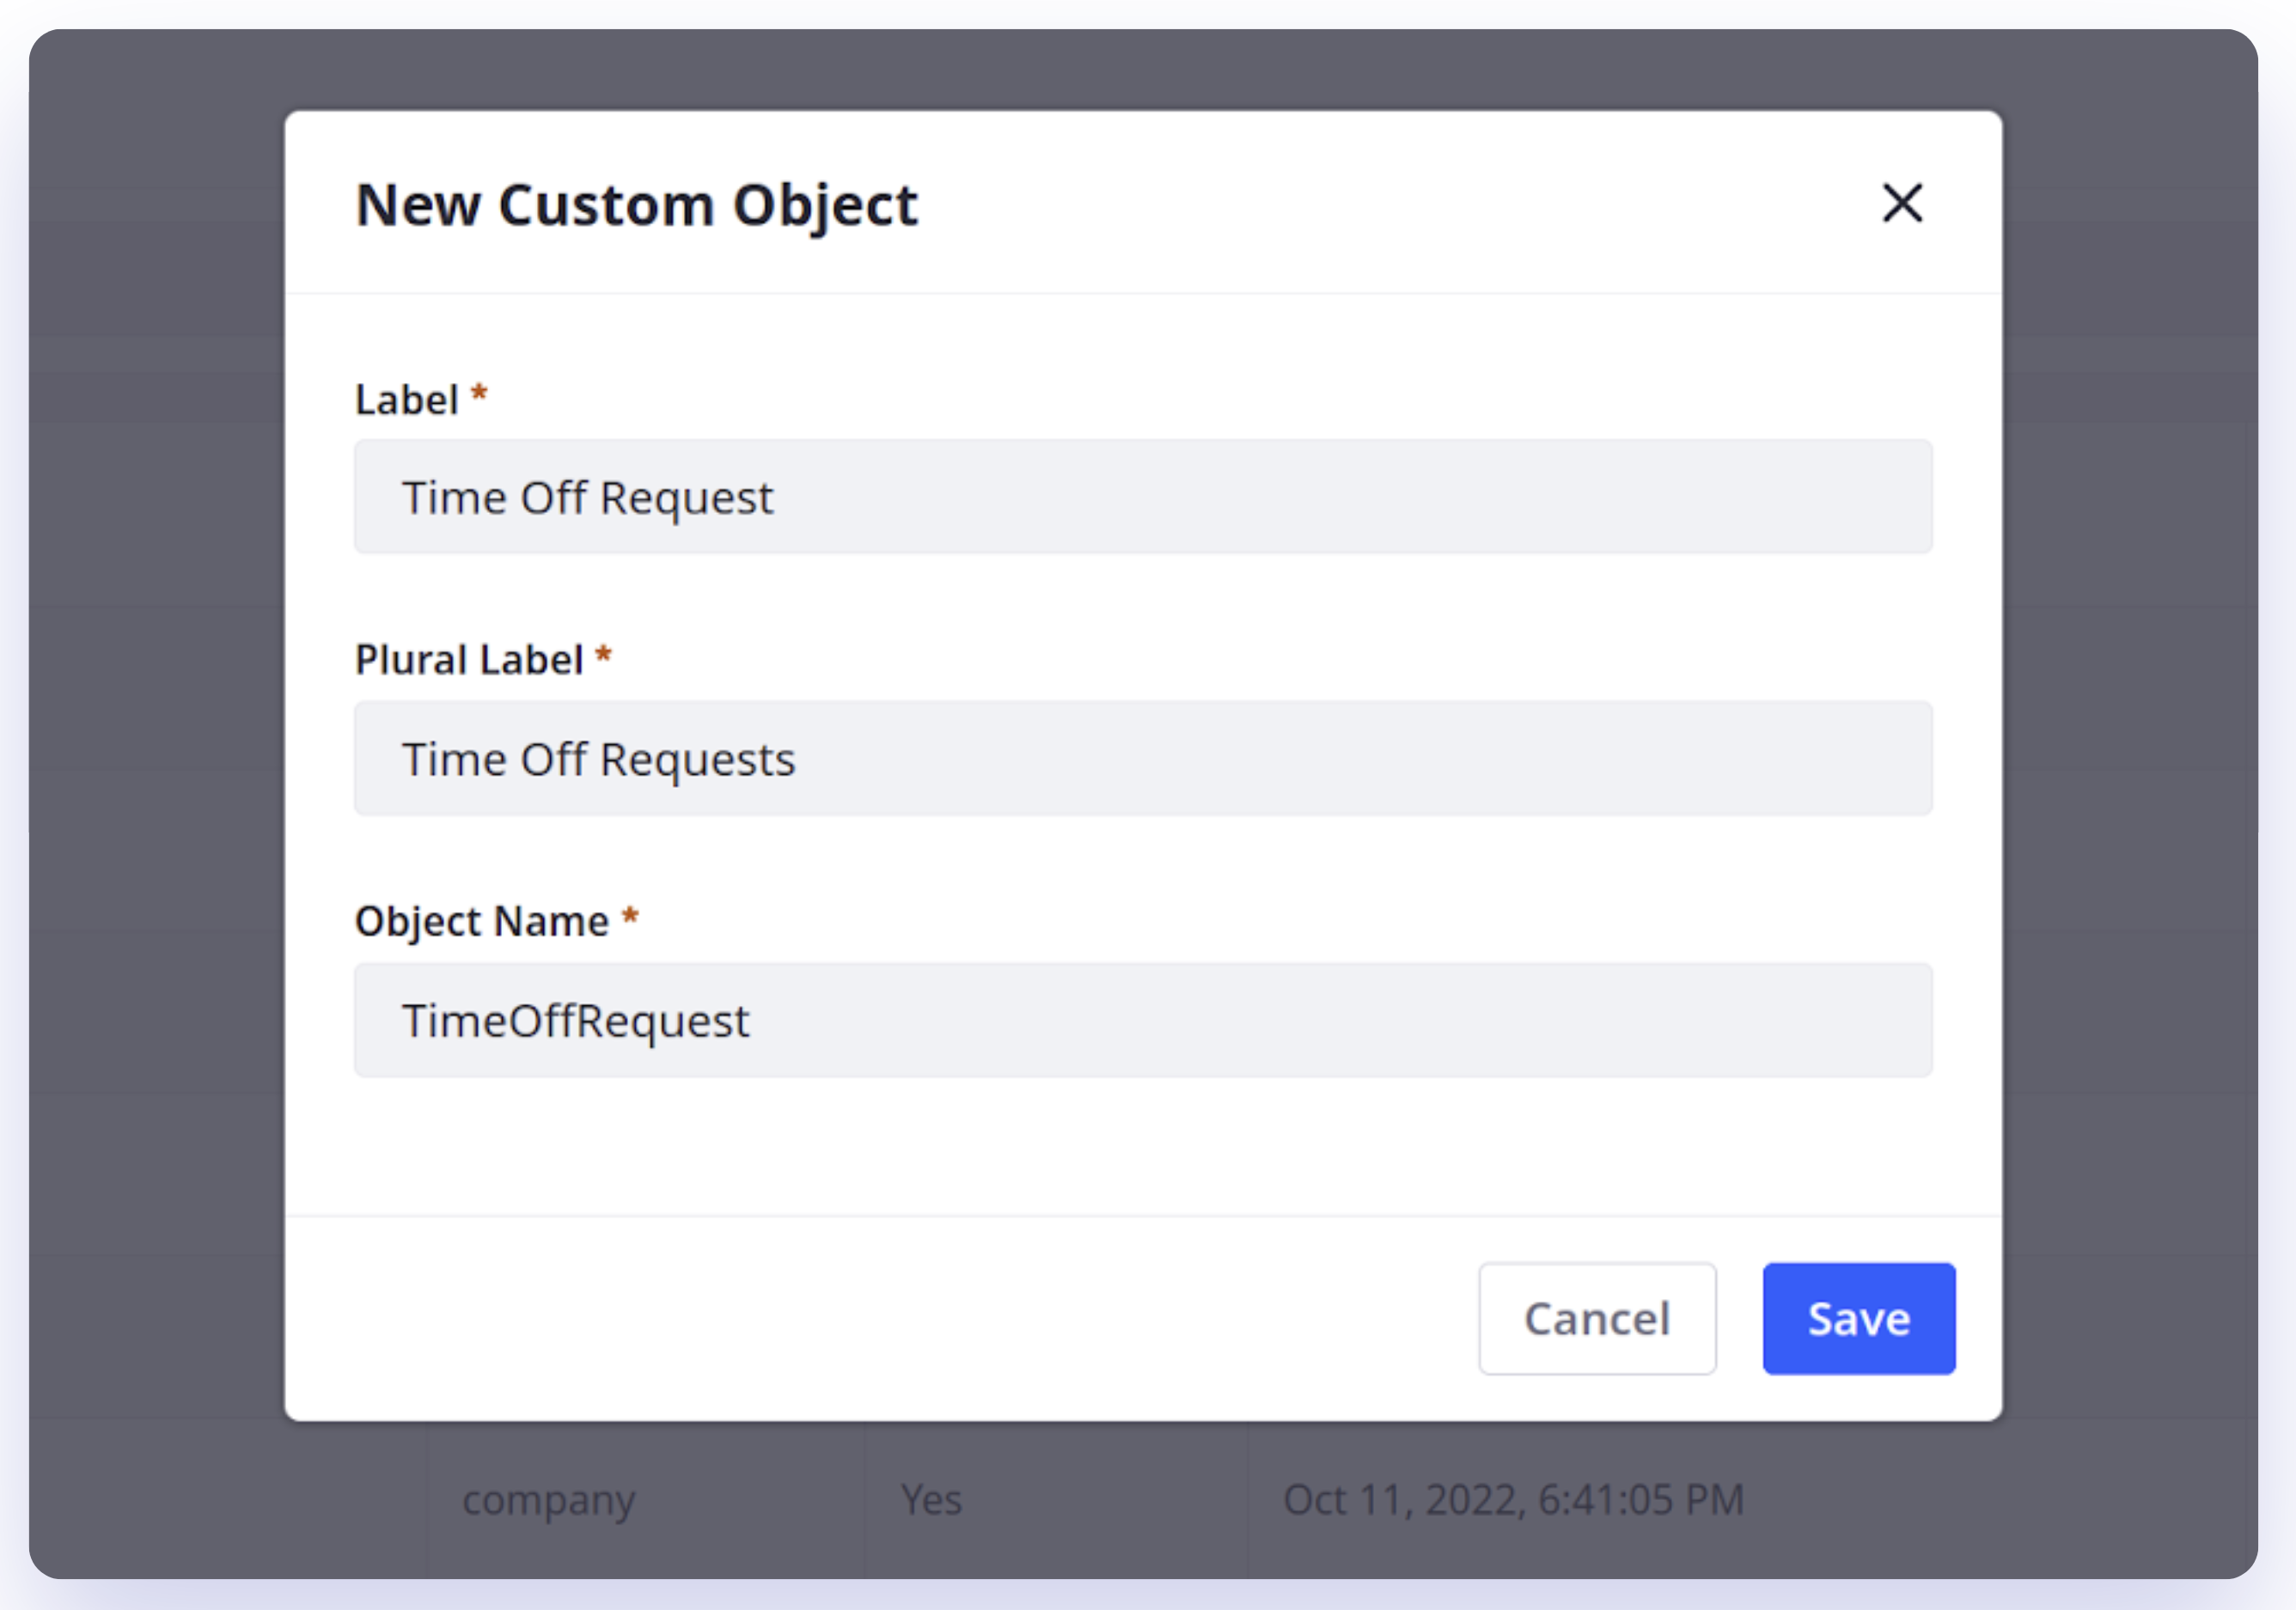 New Custom Object
Label *
Time Off Request
Plural Label *
Time Off Requests
Object Name *
TimeOffRequest
Cancel Save
company Yes Oct 11, 2022, 6:41:05 PM